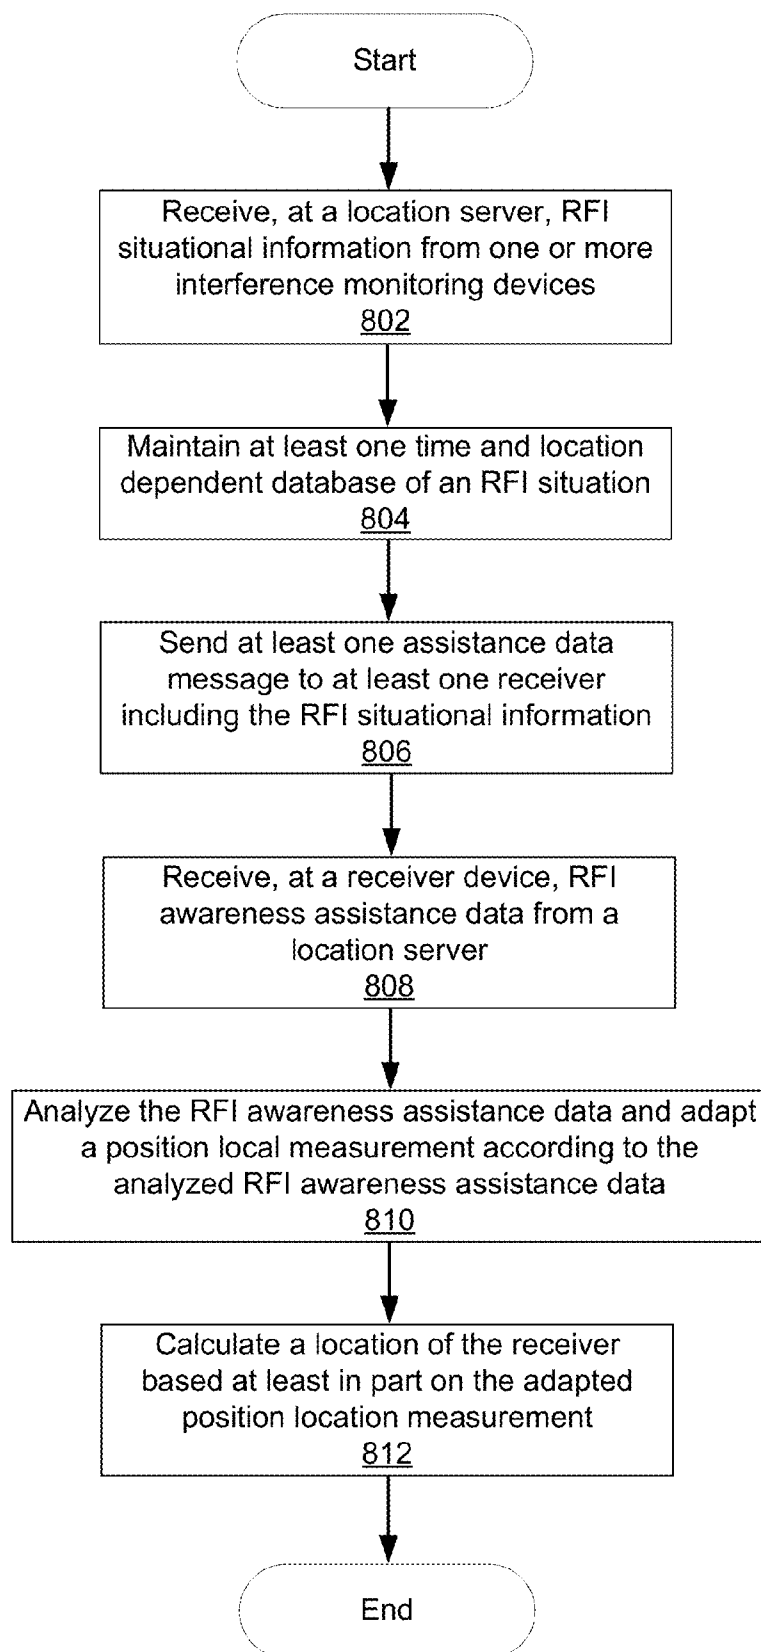 Start
Receive, at a location server, RFI
situational information from one or more
interference monitoring devices
802
Maintain at least one time and location
dependent database of an RFI situation
804
Send at least one assistance data
message to at least one receiver
including the RFI situational information
806
Receive, at a receiver device, RFI
awareness assistance data from a
location server
808
Analyze the RFI awareness assistance data and adapt
a position local measurement according to the
analyzed RFI awareness assistance data
810
Calculate a location of the receiver
based at least in part on the adapted
position location measurement
812
End